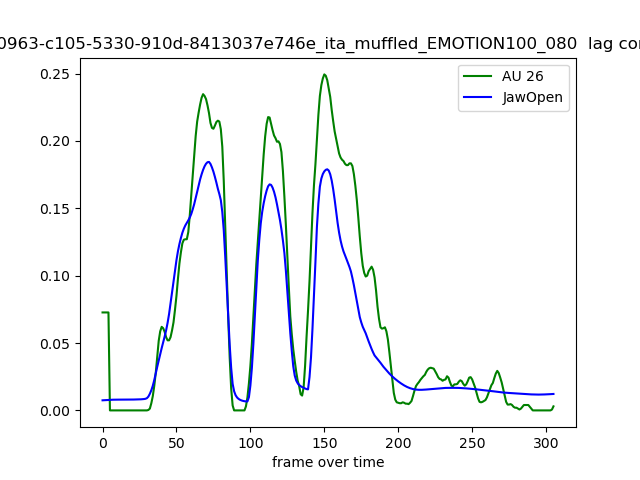 0963-c105-5330-910d-8413037e746e_ita_muffled_EMOTION100_080 lag
AU 26
JawOpen
0.25
0.20
0.15
0.10
0.05
0.00
0 50 100 150 200 250 300
frame over time